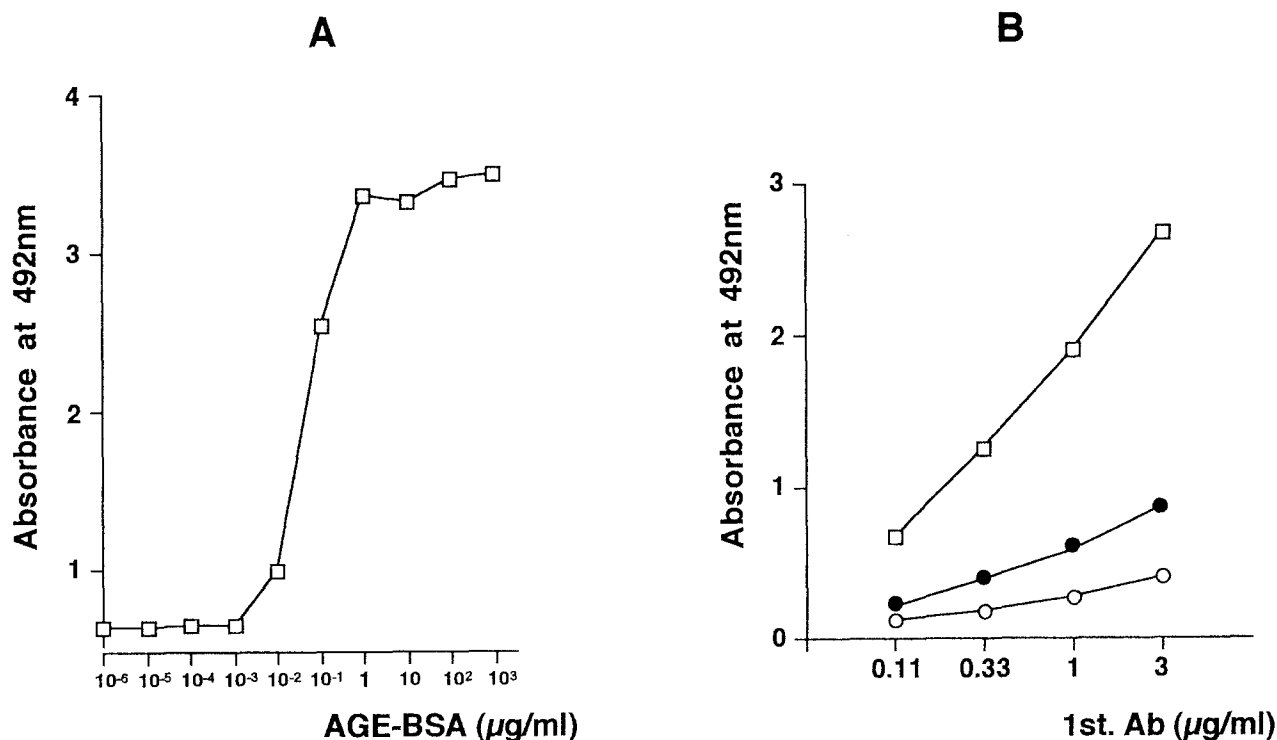 A
Absorbance at 492nm
4
3
2
1
10⁻⁶ 10⁻⁵ 10⁻⁴ 10⁻³ 10⁻² 10⁻¹ 1 10 10² 10³
AGE-BSA (µg/ml)
B
Absorbance at 492nm
3
2
1
0
0.11 0.33 1 3
1st. Ab (µg/ml)